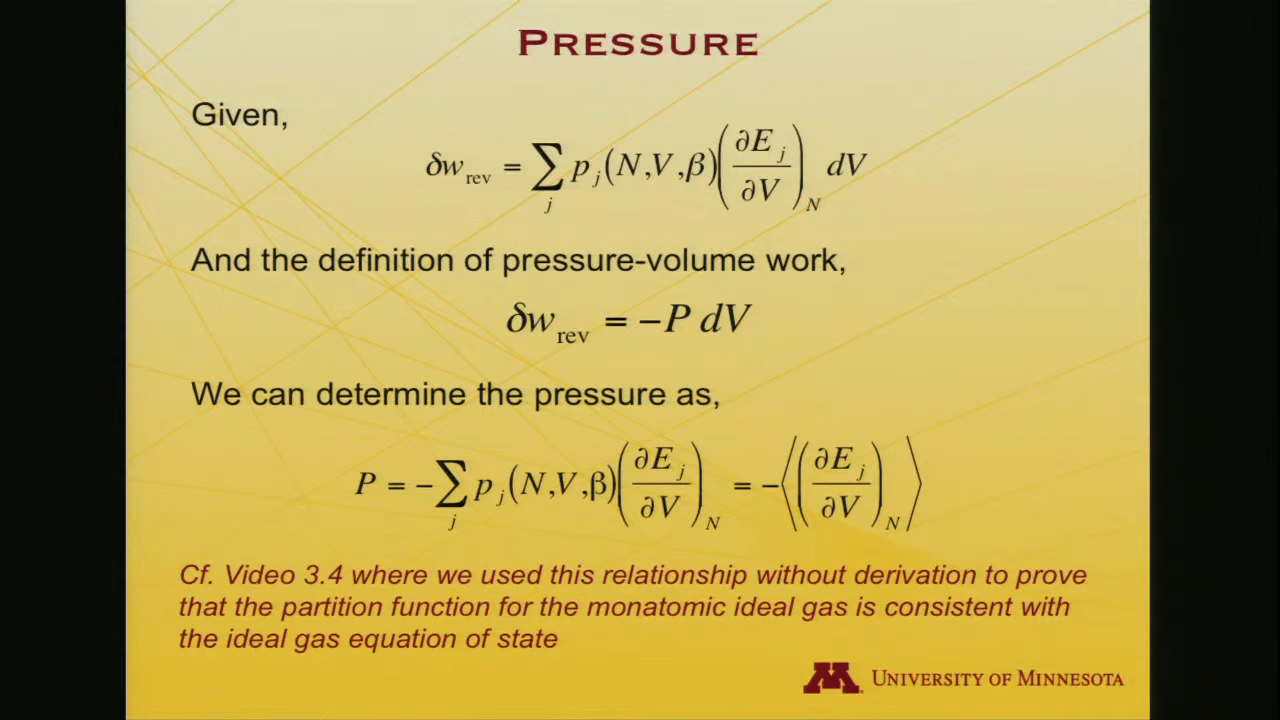 PRESSURE
Given,
δw_rev = ∑_j p_j(N,V,β)(∂E_j/∂V)_N dV
And the definition of pressure-volume work,
δw_rev = −P dV
We can determine the pressure as,
P = −∑_j p_j(N,V,β)(∂E_j/∂V)_N = −⟨(∂E_j/∂V)_N⟩
Cf. Video 3.4 where we used this relationship without derivation to prove
that the partition function for the monatomic ideal gas is consistent with
the ideal gas equation of state
M UNIVERSITY OF MINNESOTA